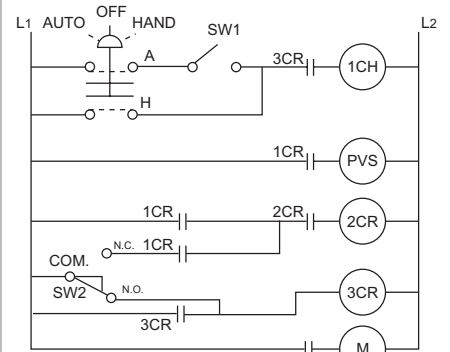 OFF
L1 AUTO HAND L2
SW1
A
3CR 1CH
H
1CR PVS
1CR 2CR 2CR
N.C. 1CR
COM.
SW2 N.O.
3CR
3CR
M